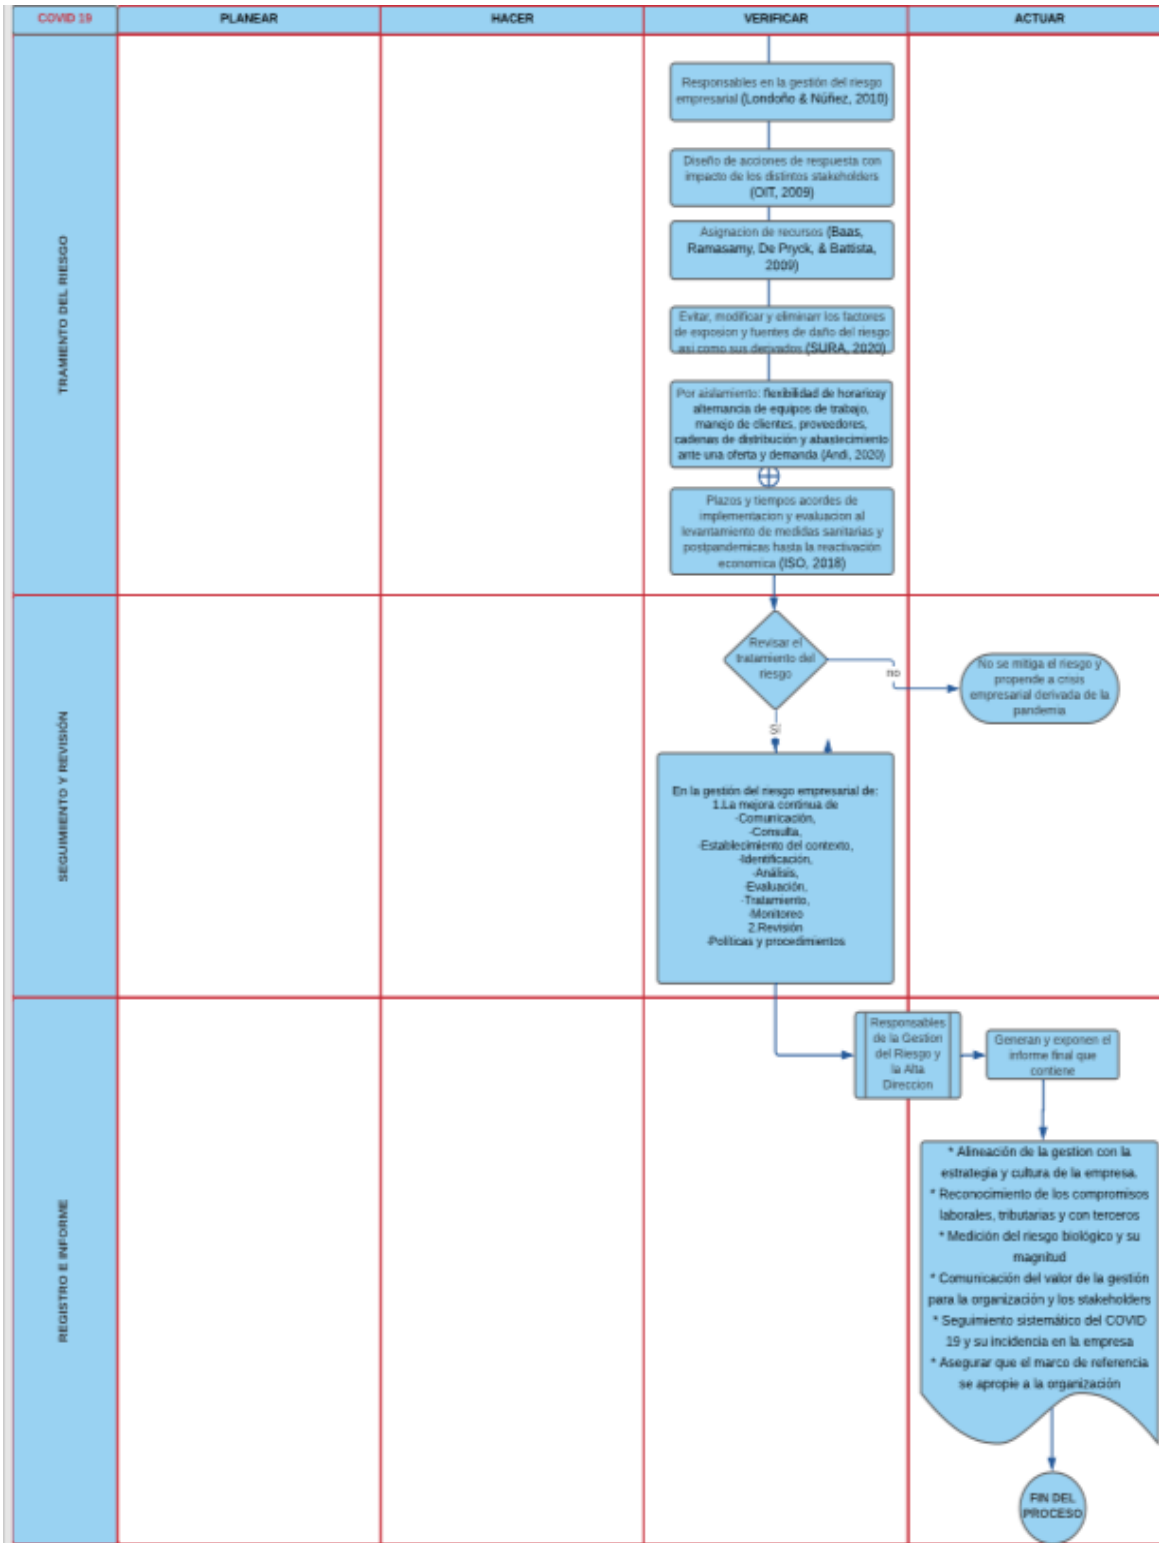 COVID 19
PLANEAR
HACER
VERIFICAR
ACTUAR
TRAMIENTO DEL RIESGO
Responsables en la gestión del riesgo
empresarial (Londoño & Núñez, 2010)
Diseño de acciones de respuesta con
impacto de los distintos stakeholders
(OIT, 2009)
Asignacion de recursos (Baas,
Ramasamy, De Pryck, & Battista,
2009)
Evitar, modificar y eliminarr los factores
de exposion y fuentes de daño del riesgo
asi como sus derivados (SURA, 2020)
Por aislamiento: flexibilidad de horariosy
alternancia de equipos de trabajo,
manejo de clientes, proveedores,
cadenas de distribución y abastecimiento
ante una oferta y demanda (Andi, 2020)
Plazos y tiempos acordes de
implementacion y evaluacion al
levantamiento de medidas sanitarias y
postpandemicas hasta la reactivación
economica (ISO, 2018)
SEGUIMIENTO Y REVISIÓN
Revisar el
tratamiento del
riesgo
no
No se mitiga el riesgo y
propende a crisis
empresarial derivada de la
pandemia
SI
En la gestión del riesgo empresarial de:
1.La mejora continua de
-Comunicación,
-Consulta,
-Establecimiento del contexto,
-Identificación,
-Análisis,
-Evaluación,
-Tratamiento,
-Monitoreo
2.Revisión
-Políticas y procedimientos
REGISTRO E INFORME
Responsables
de la Gestion
del Riesgo y
la Alta
Direccion
Generan y exponen el
informe final que
contiene
* Alineación de la gestion con la
estrategia y cultura de la empresa.
* Reconocimiento de los compromisos
laborales, tributarias y con terceros
* Medición del riesgo biológico y su
magnitud
* Comunicación del valor de la gestión
para la organización y los stakeholders
* Seguimiento sistemático del COVID
19 y su incidencia en la empresa
* Asegurar que el marco de referencia
se apropie a la organización
FIN DEL
PROCESO